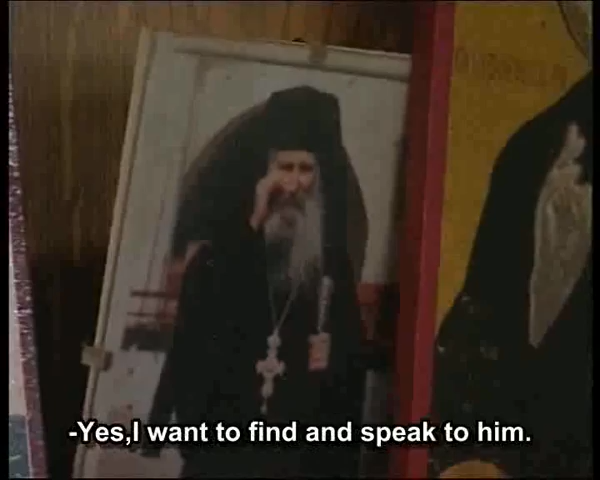 -Yes,I want to find and speak to him.